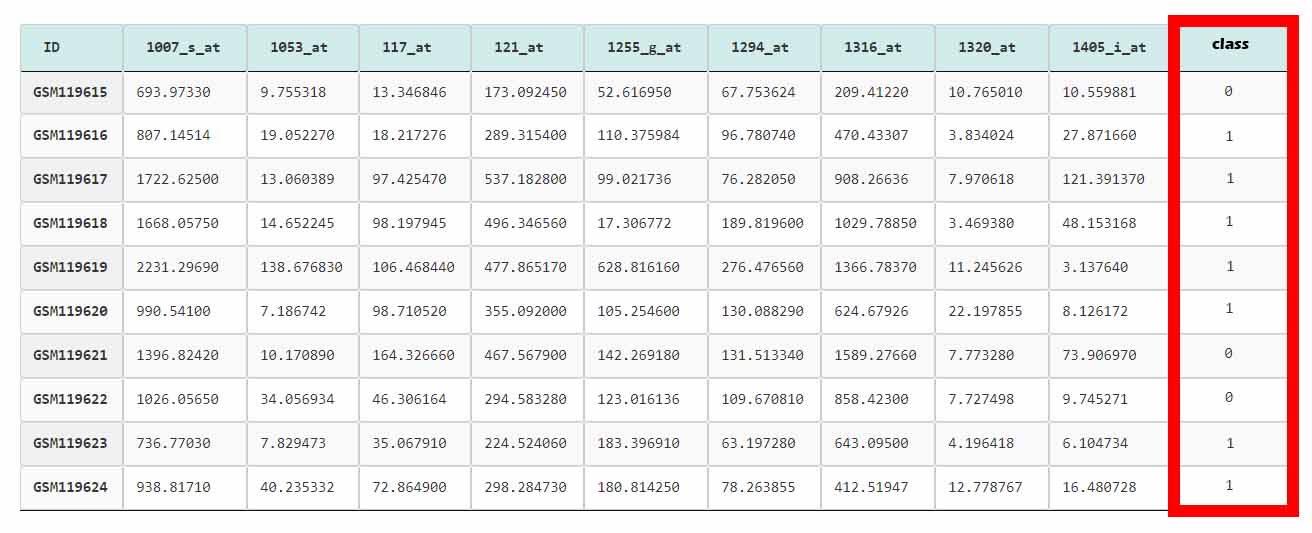 ID 1007_s_at 1053_at 117_at 121_at 1255_g_at 1294_at 1316_at 1320_at 1405_i_at class
GSM119615 693.97330 9.755318 13.346846 173.092450 52.616950 67.753624 209.41220 10.765010 10.559881 0
GSM119616 807.14514 19.052270 18.217276 289.315400 110.375984 96.780740 470.43307 3.834024 27.871660 1
GSM119617 1722.62500 13.060389 97.425470 537.182800 99.021736 76.282050 908.26636 7.970618 121.391370 1
GSM119618 1668.05750 14.652245 98.197945 496.346560 17.306772 189.819600 1029.78850 3.469380 48.153168 1
GSM119619 2231.29690 138.676830 106.468440 477.865170 628.816160 276.476560 1366.78370 11.245626 3.137640 1
GSM119620 990.54100 7.186742 98.710520 355.092000 105.254600 130.088290 624.67926 22.197855 8.126172 1
GSM119621 1396.82420 10.170890 164.326660 467.567900 142.269180 131.513340 1589.27660 7.773280 73.906970 0
GSM119622 1026.05650 34.056934 46.306164 294.583280 123.016136 109.670810 858.42300 7.727498 9.745271 0
GSM119623 736.77030 7.829473 35.067910 224.524060 183.396910 63.197280 643.09500 4.196418 6.104734 1
GSM119624 938.81710 40.235332 72.864900 298.284730 180.814250 78.263855 412.51947 12.778767 16.480728 1